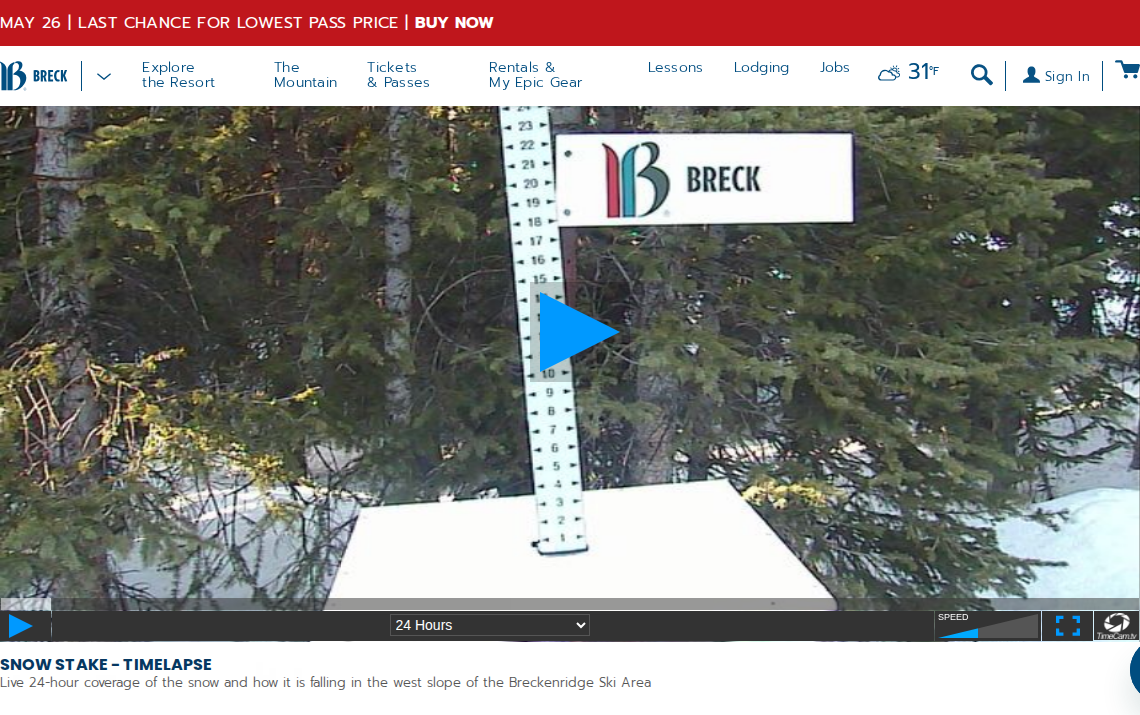 MAY 26 | LAST CHANCE FOR LOWEST PASS PRICE | BUY NOW
BRECK
Explore
the Resort
The
Mountain
Tickets
& Passes
Rentals &
My Epic Gear
Lessons
Lodging
Jobs
31°F
Sign In
23
22
21
20
19
18
17
16
15
10
9
8
7
6
5
4
3
2
1
BRECK
24 Hours
SPEED
TimeCam.tv
SNOW STAKE - TIMELAPSE
Live 24-hour coverage of the snow and how it is falling in the west slope of the Breckenridge Ski Area